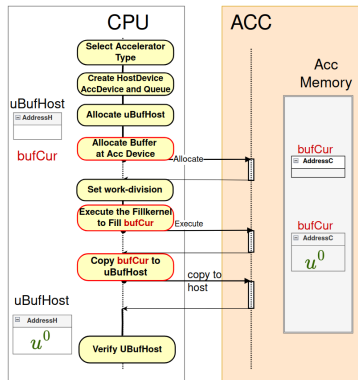 CPU
ACC
Select Accelerator
Type
Create HostDevice
AccDevice and Queue
uBufHost
AddressH
bufCur
Allocate uBufHost
Allocate Buffer
at Acc Device
Allocate
Set work-division
Execute the Fillkernel
to Fill bufCur
Execute
Copy bufCur to
uBufHost
copy to
host
uBufHost
AddressH
u⁰
Verify UBufHost
Acc
Memory
bufCur
AddressC
bufCur
AddressC
u⁰